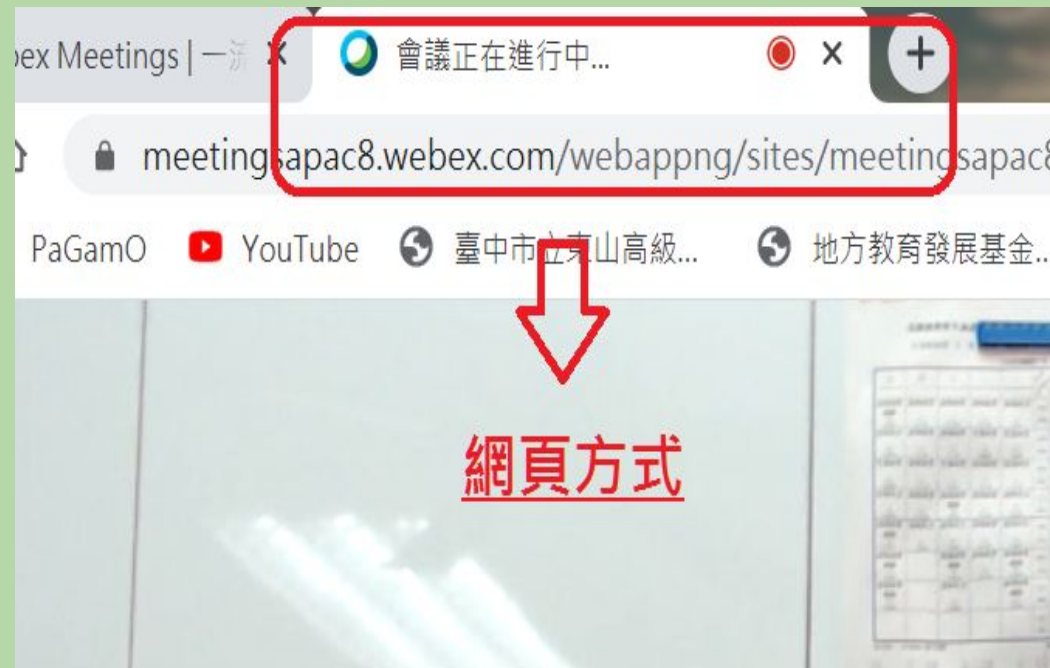 bex Meetings | 一
會議正在進行中...
meetingsapac8.webex.com/webappng/sites/meetingsapac8
PaGamO
YouTube
臺中市立東山高級...
地方教育發展基金...
網頁方式